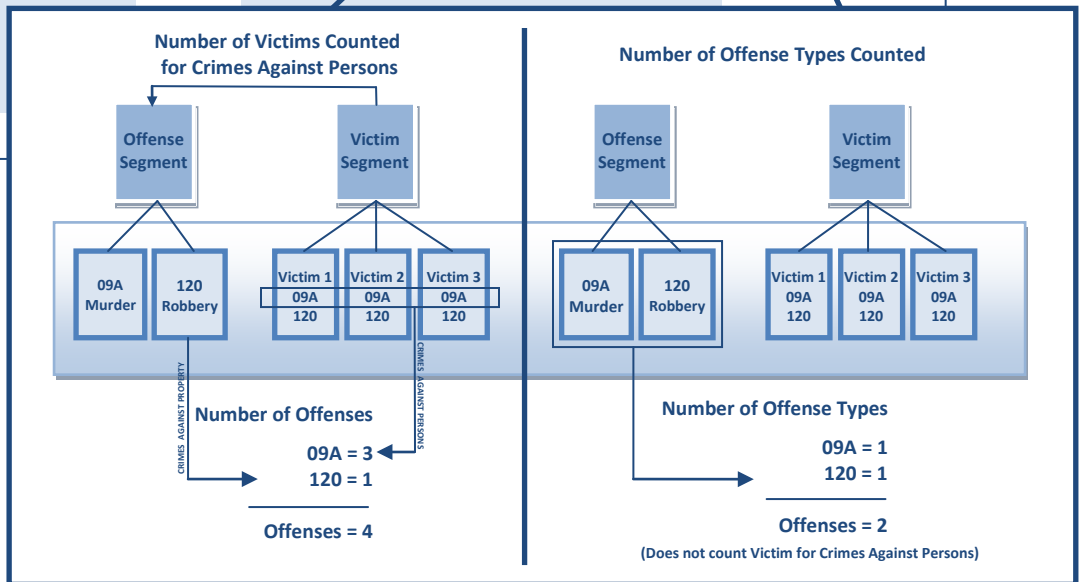 Number of Victims Counted
for Crimes Against Persons
Offense
Segment
Victim
Segment
09A
Murder
120
Robbery
Victim 1
09A
120
Victim 2
09A
120
Victim 3
09A
120
CRIMES AGAINST PROPERTY
CRIMES AGAINST PERSONS
Number of Offenses
09A = 3
120 = 1
Offenses = 4
Number of Offense Types Counted
Offense
Segment
Victim
Segment
09A
Murder
120
Robbery
Victim 1
09A
120
Victim 2
09A
120
Victim 3
09A
120
Number of Offense Types
09A = 1
120 = 1
Offenses = 2
(Does not count Victim for Crimes Against Persons)